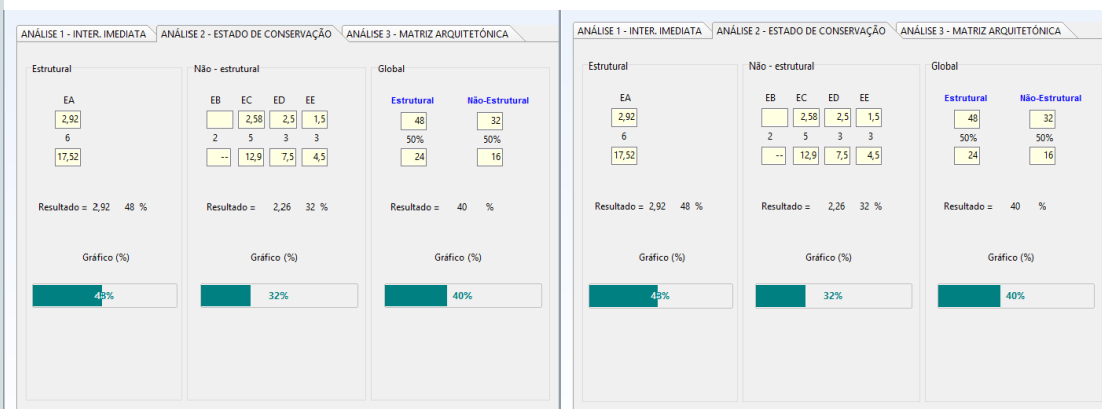 ANÁLISE 1 - INTER. IMEDIATA ANÁLISE 2 - ESTADO DE CONSERVAÇÃO ANÁLISE 3 - MATRIZ ARQUITETÔNICA
Estrutural Não - estrutural Global
EA EB EC ED EE Estrutural Não-Estrutural
2,92 2,58 2,5 1,5 48 32
6 2 5 3 3 50% 50%
17,52 -- 12,9 7,5 4,5 24 16
Resultado = 2,92 48 % Resultado = 2,26 32 % Resultado = 40 %
Gráfico (%) Gráfico (%) Gráfico (%)
48% 32% 40%
ANÁLISE 1 - INTER. IMEDIATA ANÁLISE 2 - ESTADO DE CONSERVAÇÃO ANÁLISE 3 - MATRIZ ARQUITETÔNICA
Estrutural Não - estrutural Global
EA EB EC ED EE Estrutural Não-Estrutural
2,92 2,58 2,5 1,5 48 32
6 2 5 3 3 50% 50%
17,52 -- 12,9 7,5 4,5 24 16
Resultado = 2,92 48 % Resultado = 2,26 32 % Resultado = 40 %
Gráfico (%) Gráfico (%) Gráfico (%)
48% 32% 40%